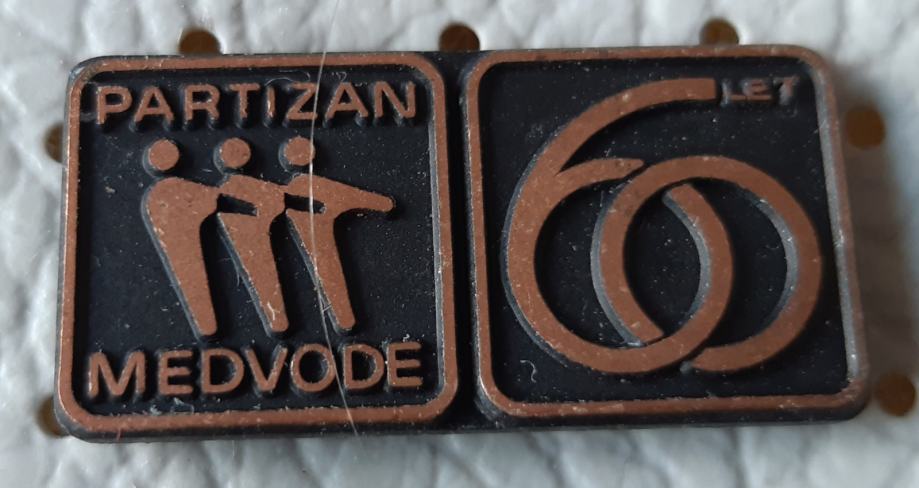 PARTIZAN
MEDVODE
60 LET